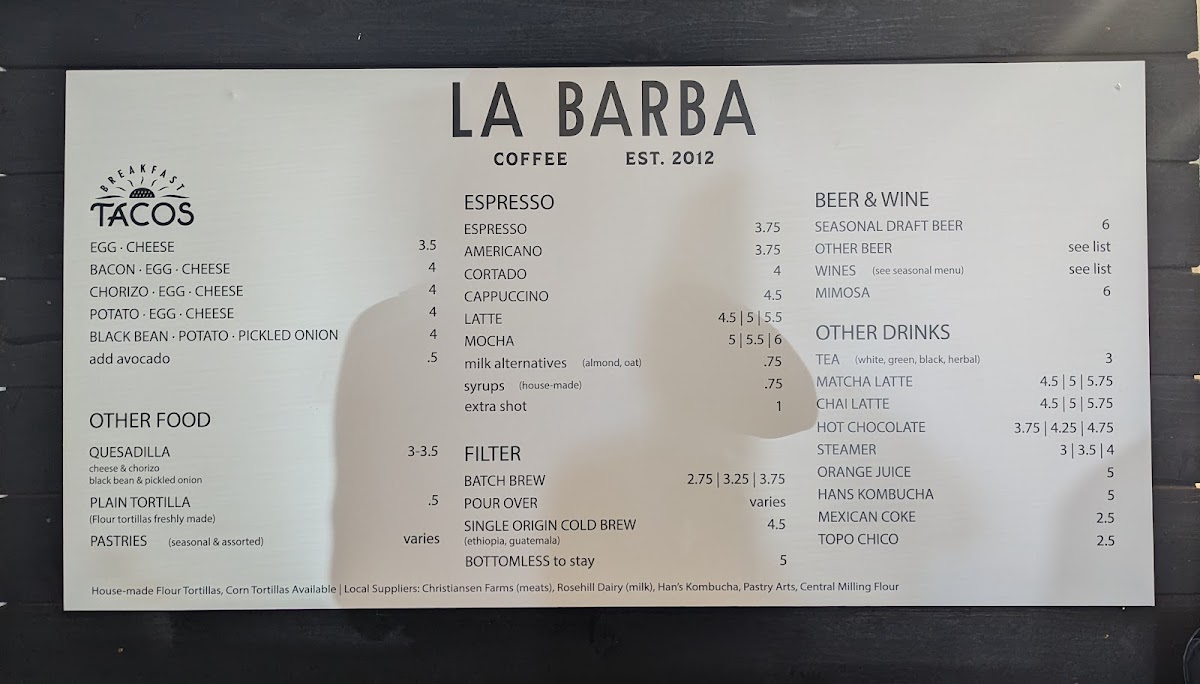 LA BARBA
COFFEE EST. 2012
BREAKFAST
TACOS
EGG · CHEESE 3.5
BACON · EGG · CHEESE 4
CHORIZO · EGG · CHEESE 4
POTATO · EGG · CHEESE 4
BLACK BEAN · POTATO · PICKLED ONION 4
add avocado .5
OTHER FOOD
QUESADILLA 3-3.5
cheese & chorizo
black bean & pickled onion
PLAIN TORTILLA .5
(Flour tortillas freshly made)
PASTRIES (seasonal & assorted) varies
ESPRESSO
ESPRESSO 3.75
AMERICANO 3.75
CORTADO 4
CAPPUCCINO 4.5
LATTE 4.5 | 5 | 5.5
MOCHA 5 | 5.5 | 6
milk alternatives (almond, oat) .75
syrups (house-made) .75
extra shot 1
FILTER
BATCH BREW 2.75 | 3.25 | 3.75
POUR OVER varies
SINGLE ORIGIN COLD BREW 4.5
(ethiopia, guatemala)
BOTTOMLESS to stay 5
BEER & WINE
SEASONAL DRAFT BEER 6
OTHER BEER see list
WINES (see seasonal menu) see list
MIMOSA 6
OTHER DRINKS
TEA (white, green, black, herbal) 3
MATCHA LATTE 4.5 | 5 | 5.75
CHAI LATTE 4.5 | 5 | 5.75
HOT CHOCOLATE 3.75 | 4.25 | 4.75
STEAMER 3 | 3.5 | 4
ORANGE JUICE 5
HANS KOMBUCHA 5
MEXICAN COKE 2.5
TOPO CHICO 2.5
House-made Flour Tortillas, Corn Tortillas Available | Local Suppliers: Christiansen Farms (meats), Rosehill Dairy (milk), Han's Kombucha, Pastry Arts, Central Milling Flour